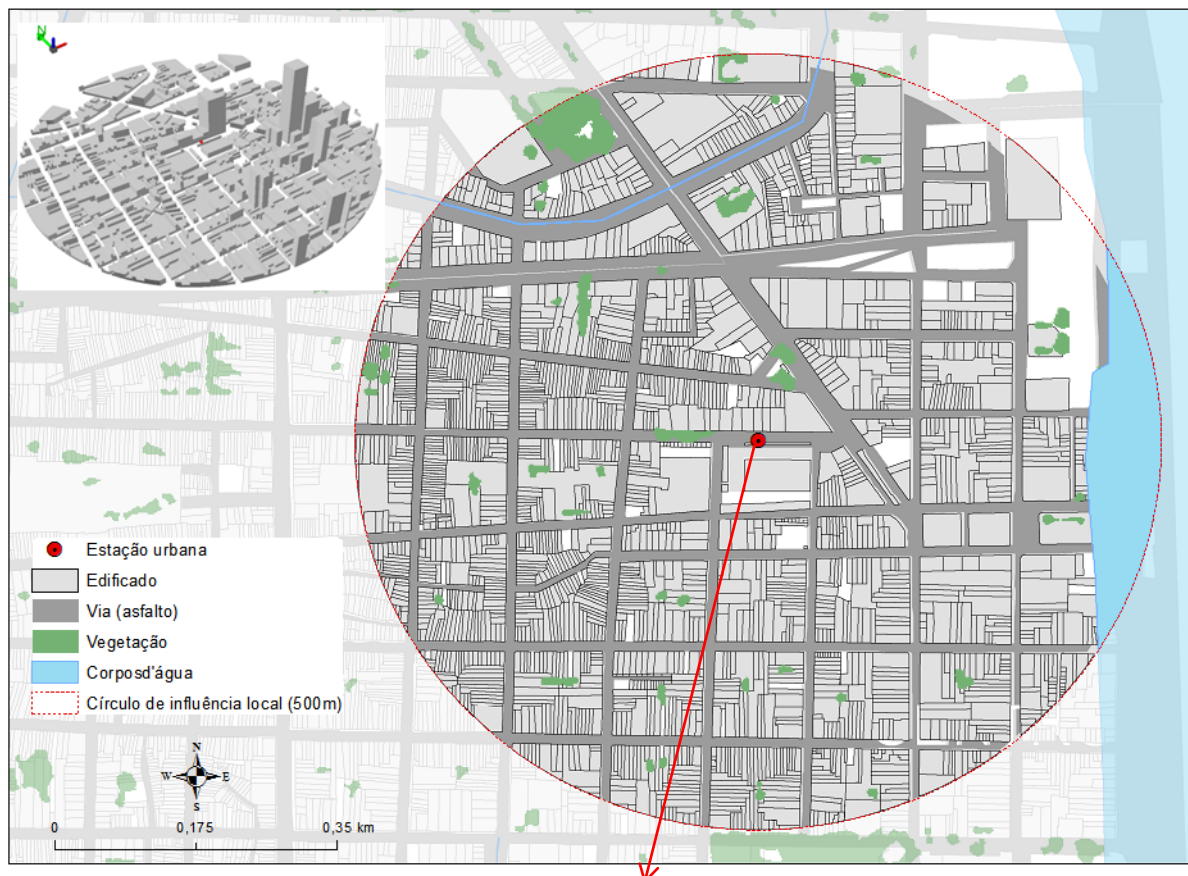 N
Estação urbana
Edificado
Via (asfalto)
Vegetação
Corposd'água
Círculo de influência local (500m)
N
W E
S
0 0,175 0,35 km